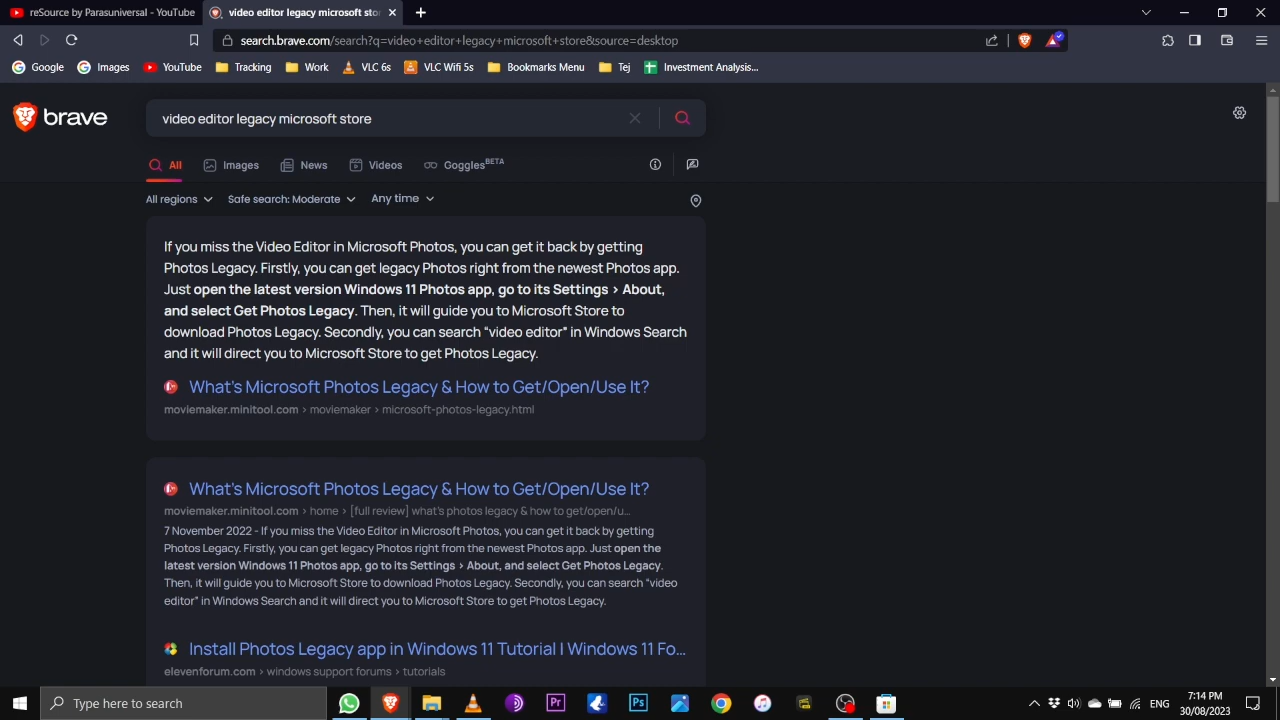 reSource by Parasuniversal - YouTube
video editor legacy microsoft sto
search.brave.com/search?q=video+editor+legacy+microsoft+store&source=desktop
Google
Images
YouTube
Tracking
Work
VLC 6s
VLC Wifi 5s
Bookmarks Menu
Tej
Investment Analysis...
brave
video editor legacy microsoft store
All
Images
News
Videos
Goggles BETA
All regions
Safe search: Moderate
Any time
If you miss the Video Editor in Microsoft Photos, you can get it back by getting
Photos Legacy. Firstly, you can get legacy Photos right from the newest Photos app.
Just open the latest version Windows 11 Photos app, go to its Settings > About,
and select Get Photos Legacy. Then, it will guide you to Microsoft Store to
download Photos Legacy. Secondly, you can search “video editor” in Windows Search
and it will direct you to Microsoft Store to get Photos Legacy.
What's Microsoft Photos Legacy & How to Get/Open/Use It?
moviemaker.minitool.com › moviemaker › microsoft-photos-legacy.html
What's Microsoft Photos Legacy & How to Get/Open/Use It?
moviemaker.minitool.com › home › [full review] what's photos legacy & how to get/open/u...
7 November 2022 - If you miss the Video Editor in Microsoft Photos, you can get it back by getting
Photos Legacy. Firstly, you can get legacy Photos right from the newest Photos app. Just open the
latest version Windows 11 Photos app, go to its Settings > About, and select Get Photos Legacy.
Then, it will guide you to Microsoft Store to download Photos Legacy. Secondly, you can search “video
editor” in Windows Search and it will direct you to Microsoft Store to get Photos Legacy.
Install Photos Legacy app in Windows 11 Tutorial | Windows 11 Fo...
elevenforum.com › windows support forums › tutorials
Type here to search
Pr
Ps
ENG
7:14 PM
30/08/2023